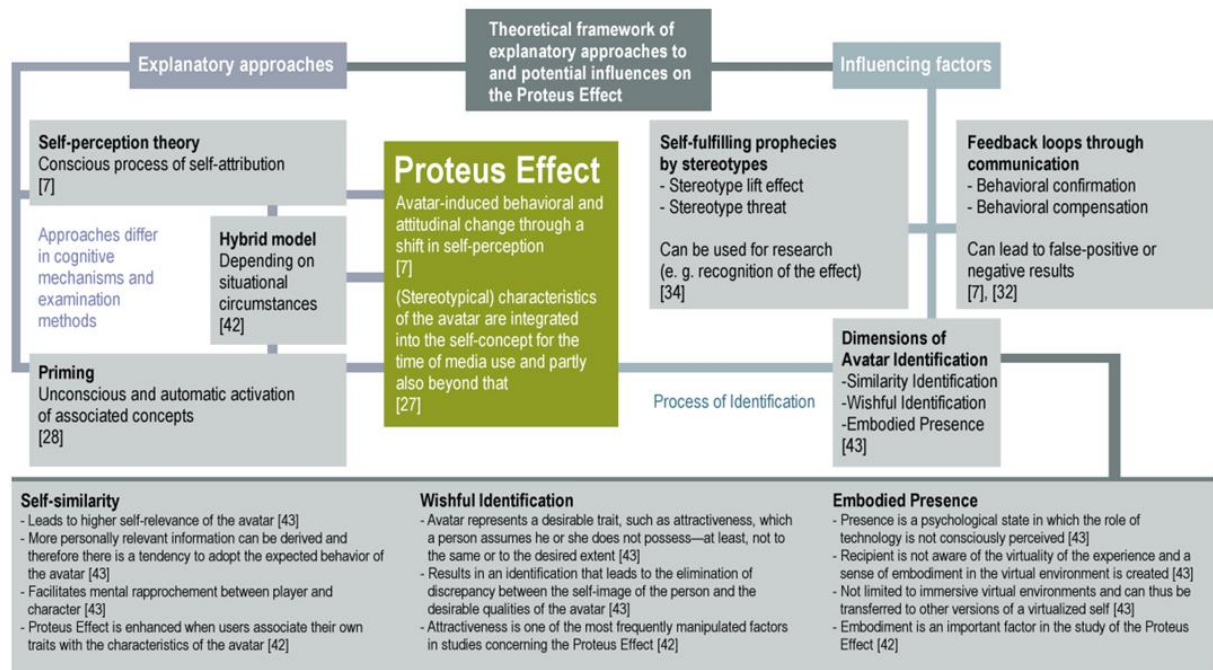 Theoretical framework of
explanatory approaches to
and potential influences on
the Proteus Effect
Explanatory approaches
Influencing factors
Self-perception theory
Conscious process of self-attribution
[7]
Approaches differ
in cognitive
mechanisms and
examination
methods
Hybrid model
Depending on
situational
circumstances
[42]
Priming
Unconscious and automatic activation
of associated concepts
[28]
Proteus Effect
Avatar-induced behavioral and
attitudinal change through a
shift in self-perception
[7]
(Stereotypical) characteristics
of the avatar are integrated
into the self-concept for the
time of media use and partly
also beyond that
[27]
Self-fulfilling prophecies
by stereotypes
- Stereotype lift effect
- Stereotype threat
Can be used for research
(e. g. recognition of the effect)
[34]
Feedback loops through
communication
- Behavioral confirmation
- Behavioral compensation
Can lead to false-positive or
negative results
[7], [32]
Process of Identification
Dimensions of
Avatar Identification
-Similarity Identification
-Wishful Identification
-Embodied Presence
[43]
Self-similarity
- Leads to higher self-relevance of the avatar [43]
- More personally relevant information can be derived and
therefore there is a tendency to adopt the expected behavior of
the avatar [43]
- Facilitates mental rapprochement between player and
character [43]
- Proteus Effect is enhanced when users associate their own
traits with the characteristics of the avatar [42]
Wishful Identification
- Avatar represents a desirable trait, such as attractiveness, which
a person assumes he or she does not possess—at least, not to
the same or to the desired extent [43]
- Results in an identification that leads to the elimination of
discrepancy between the self-image of the person and the
desirable qualities of the avatar [43]
- Attractiveness is one of the most frequently manipulated factors
in studies concerning the Proteus Effect [42]
Embodied Presence
- Presence is a psychological state in which the role of
technology is not consciously perceived [43]
- Recipient is not aware of the virtuality of the experience and a
sense of embodiment in the virtual environment is created [43]
- Not limited to immersive virtual environments and can thus be
transferred to other versions of a virtualized self [43]
- Embodiment is an important factor in the study of the Proteus
Effect [42]